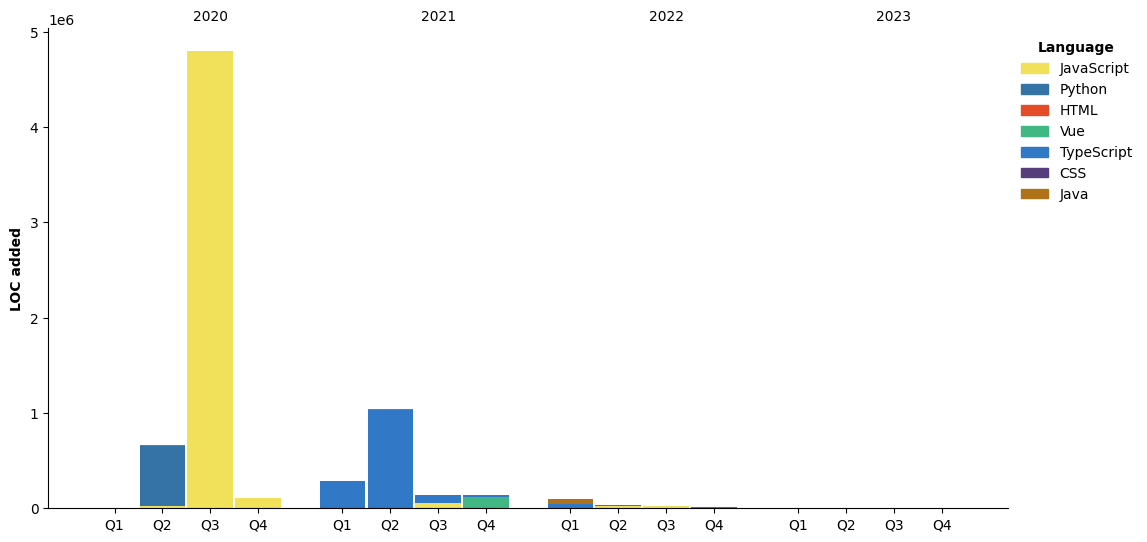 1e6
2020 2021 2022 2023
5
4
3
2
1
0
LOC added
Q1 Q2 Q3 Q4 Q1 Q2 Q3 Q4 Q1 Q2 Q3 Q4 Q1 Q2 Q3 Q4
Language
JavaScript
Python
HTML
Vue
TypeScript
CSS
Java